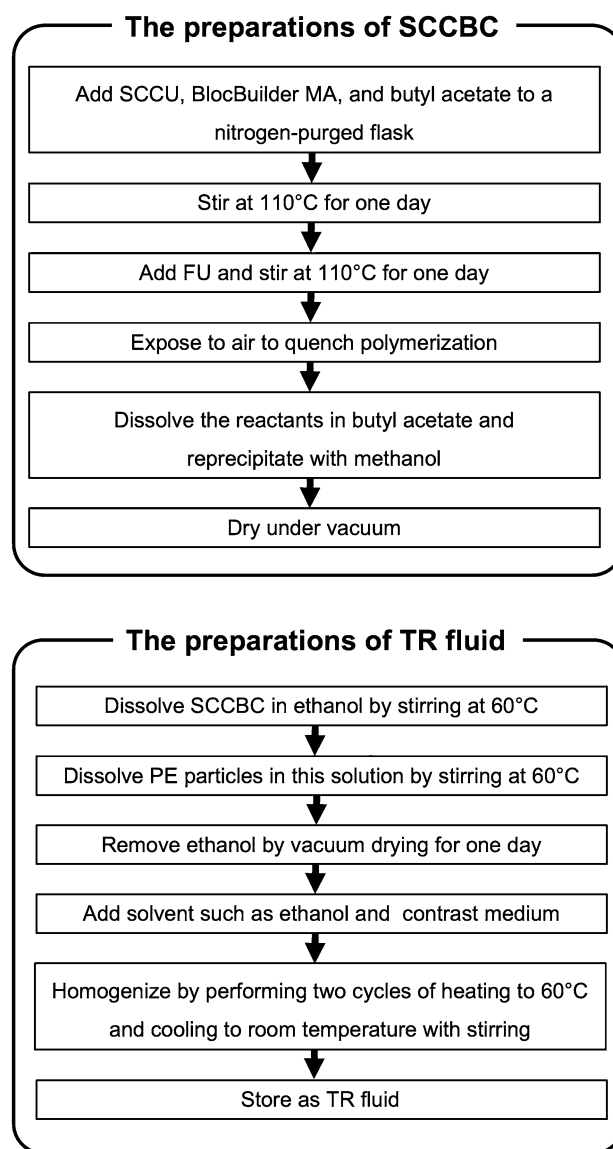 The preparations of SCCBC
Add SCCU, BlocBuilder MA, and butyl acetate to a
nitrogen-purged flask
Stir at 110°C for one day
Add FU and stir at 110°C for one day
Expose to air to quench polymerization
Dissolve the reactants in butyl acetate and
reprecipitate with methanol
Dry under vacuum
The preparations of TR fluid
Dissolve SCCBC in ethanol by stirring at 60°C
Dissolve PE particles in this solution by stirring at 60°C
Remove ethanol by vacuum drying for one day
Add solvent such as ethanol and contrast medium
Homogenize by performing two cycles of heating to 60°C
and cooling to room temperature with stirring
Store as TR fluid